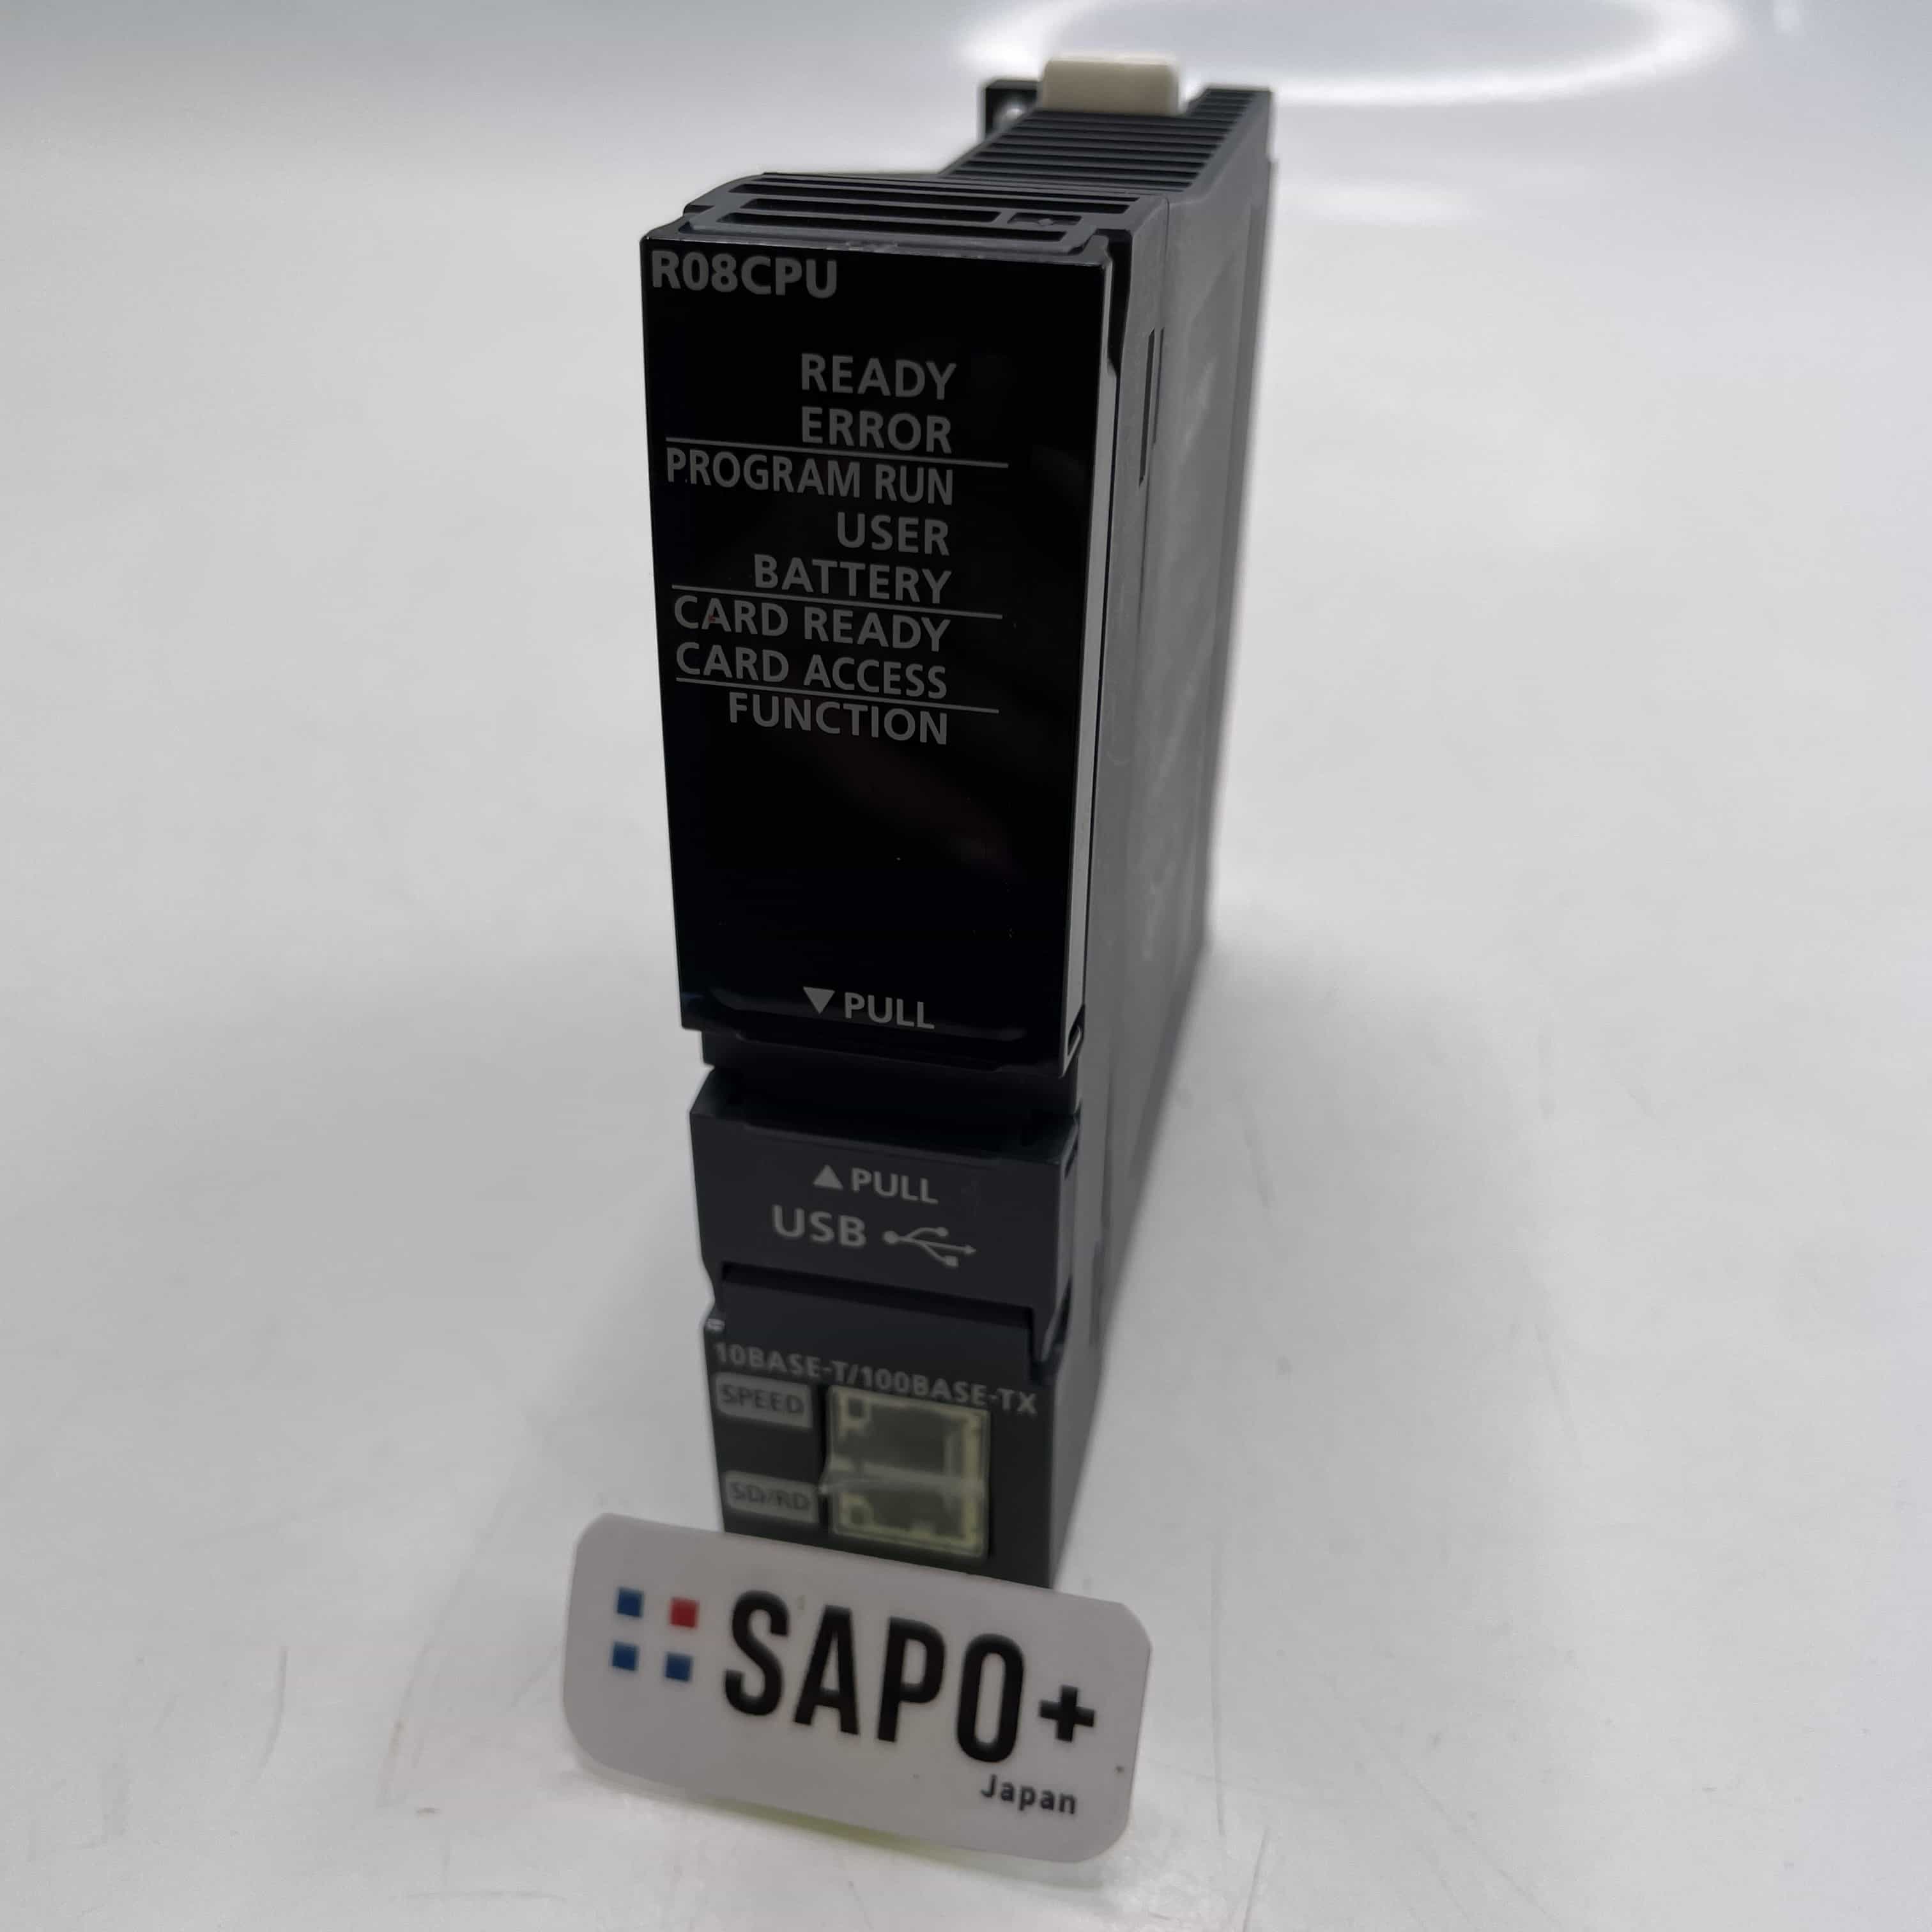 R08CPU
READY
ERROR
PROGRAM RUN
USER
BATTERY
CARD READY
CARD ACCESS
FUNCTION
▼ PULL
▲ PULL
USB
10BASE-T/100BASE-TX
SPEED
SD/RD
SAPO+
Japan